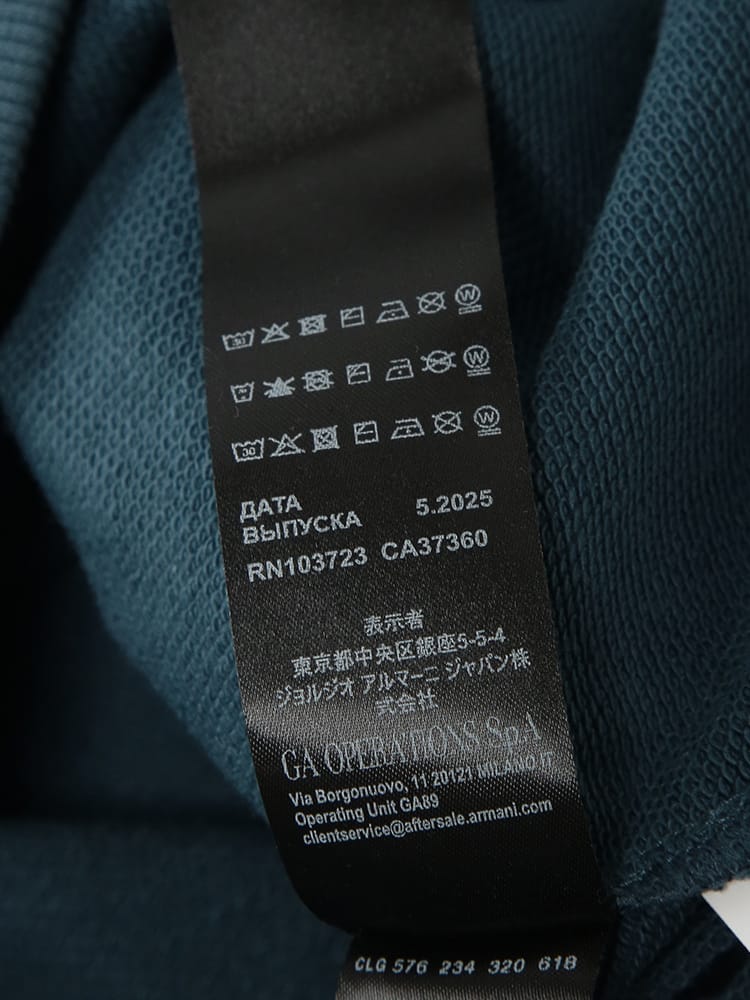 ДАТА
ВЫПУСКА 5.2025
RN103723 CA37360
表示者
東京都中央区銀座5-5-4
ジョルジオ アルマーニ ジャパン株
式会社
GA OPERATIONS SpA
Via Borgonuovo, 11 20121 MILANO IT
Operating Unit GA89
clientservice@aftersale.armani.com
CLG 576 234 320 618